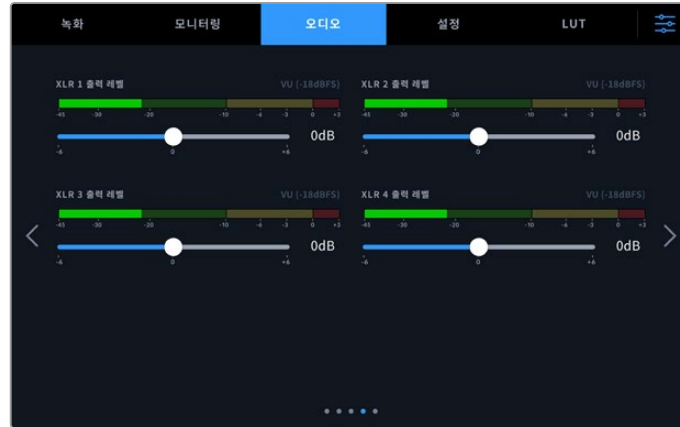 녹화 모니터링 오디오 설정 LUT
XLR 1 출력 레벨 VU (-18dBFS) XLR 2 출력 레벨 VU (-18dBFS)
-45 -30 -20 -10 -6 -3 0 +3 -45 -30 -20 -10 -6 -3 0 +3
0dB 0dB
-6 0 +6 -6 0 +6
XLR 3 출력 레벨 VU (-18dBFS) XLR 4 출력 레벨 VU (-18dBFS)
-45 -30 -20 -10 -6 -3 0 +3 -45 -30 -20 -10 -6 -3 0 +3
0dB 0dB
-6 0 +6 -6 0 +6